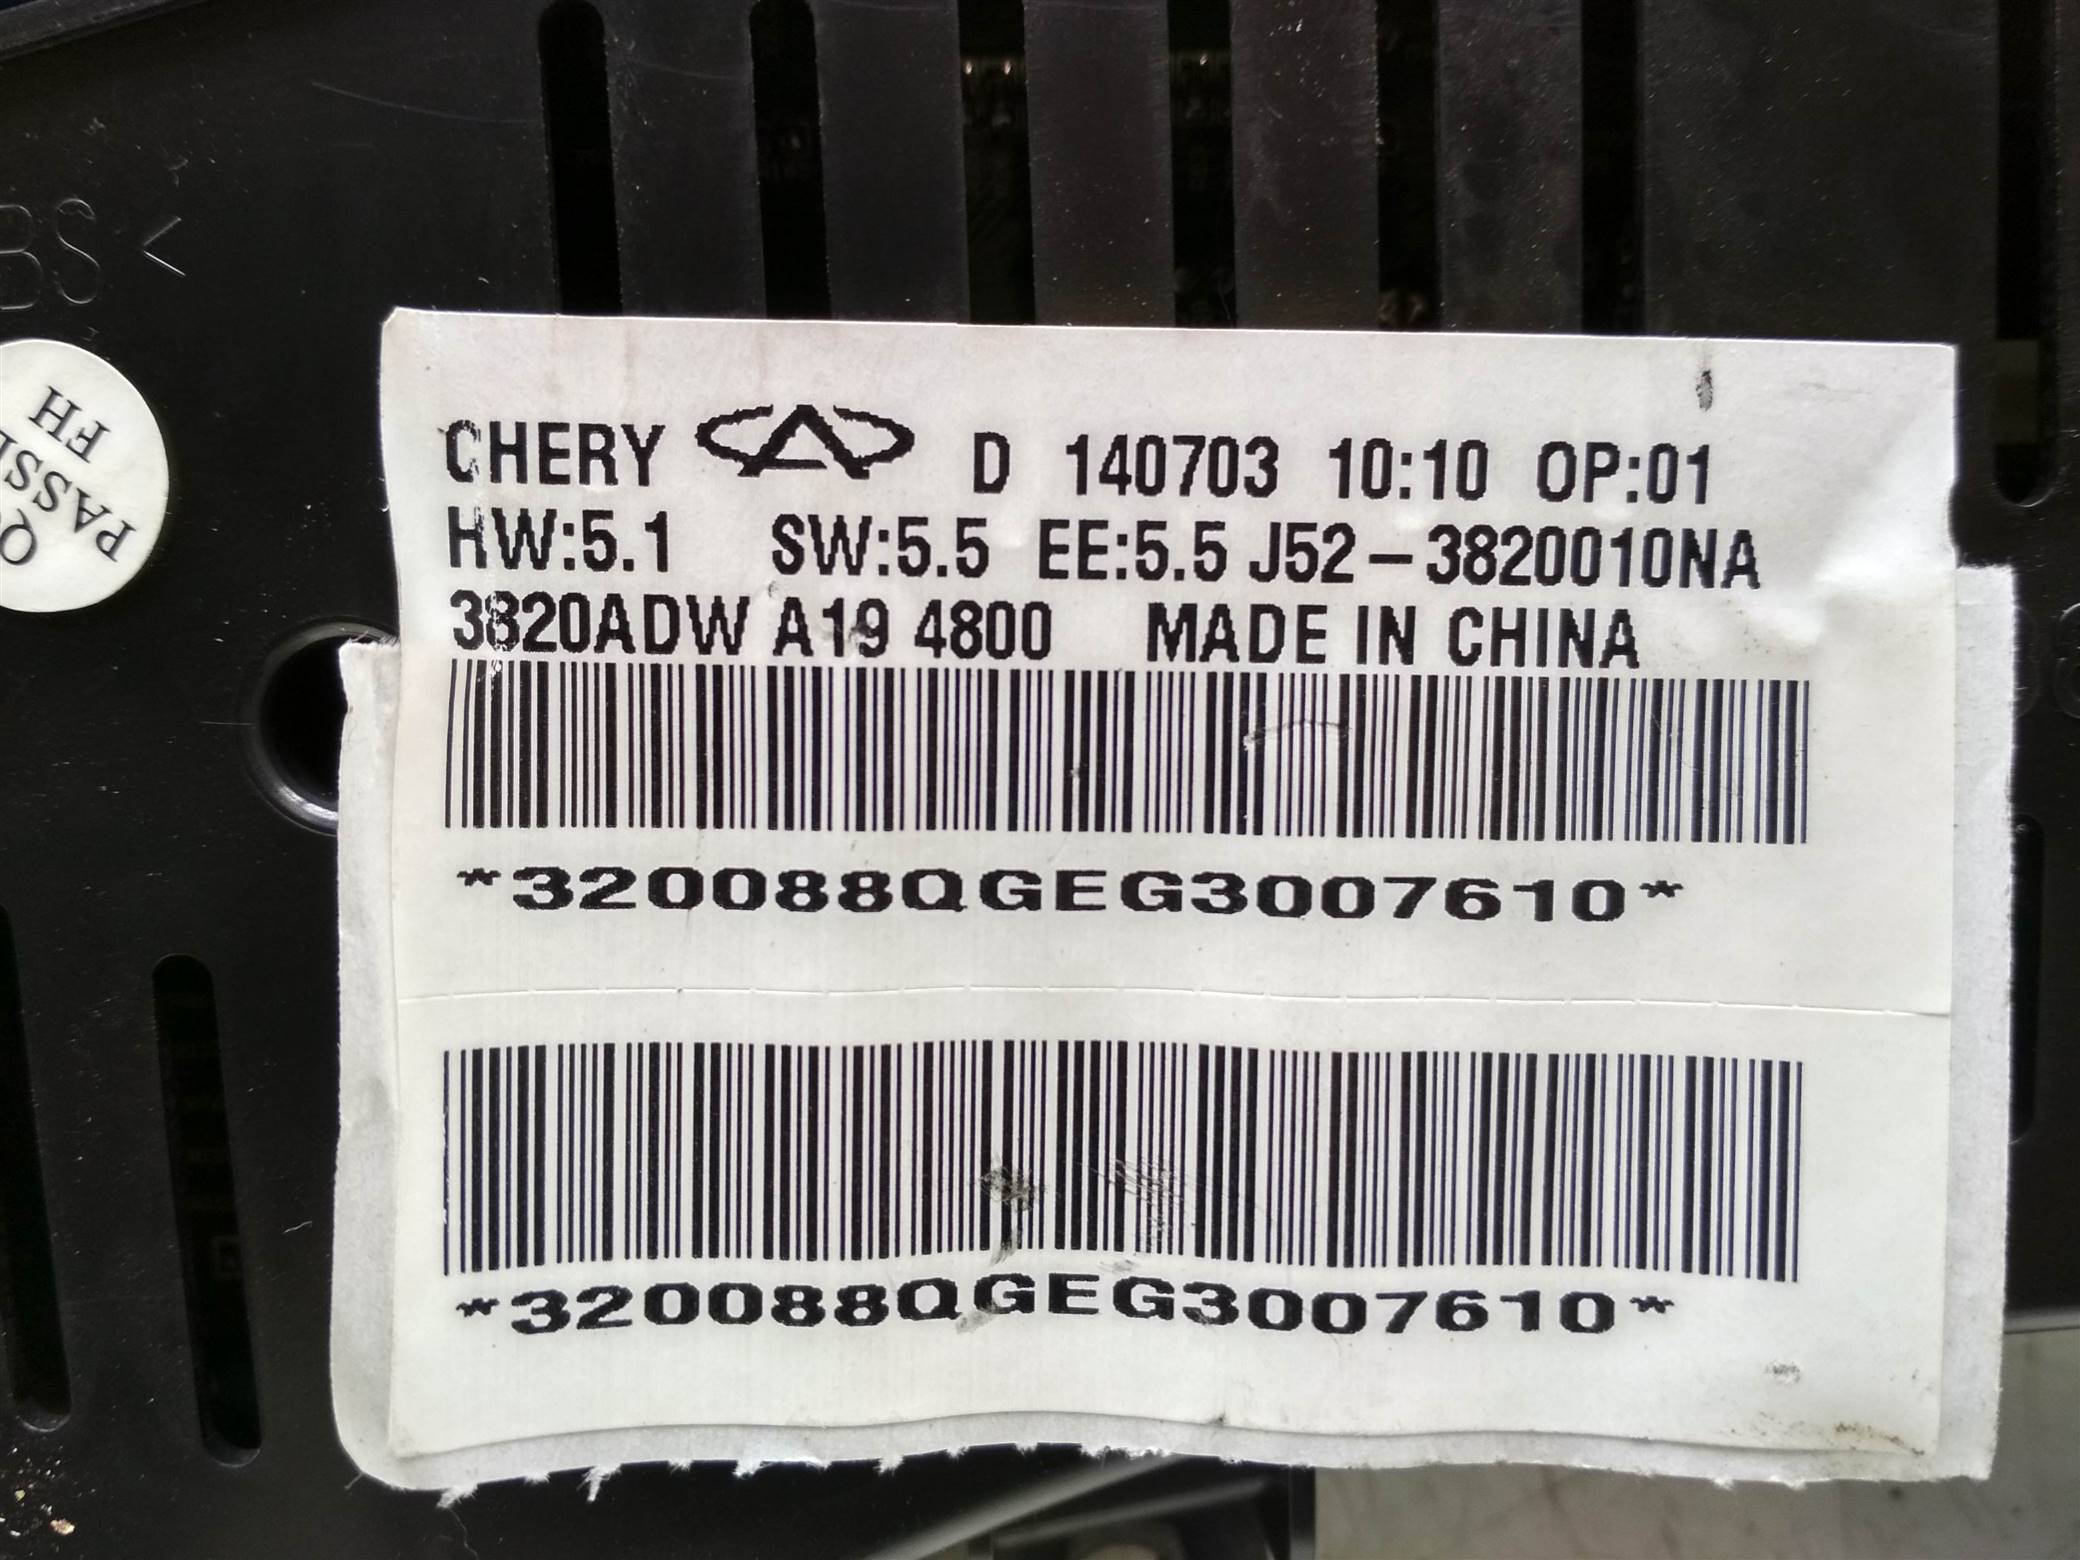 CHERY D 140703 10:10 OP:01
HW:5.1 SW:5.5 EE:5.5 J52-3820010NA
3820ADW A19 4800 MADE IN CHINA
*320088QGEG3007610*
*320088QGEG3007610*
BS<
FH